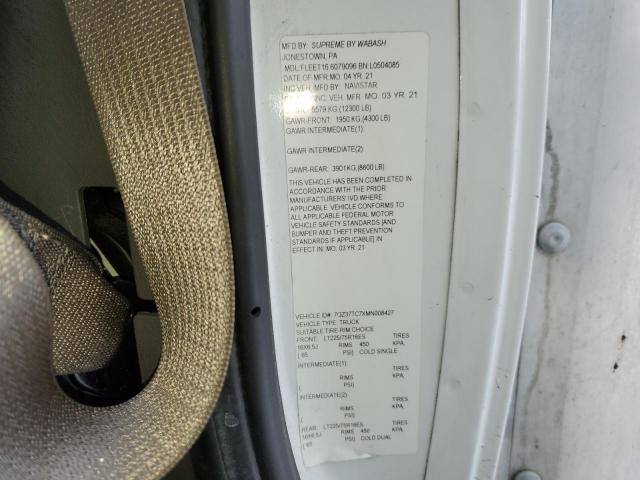 MFD BY: SUPREME BY WABASH
JONESTOWN, PA
MDL FLEET16.6079096 BN L0504085
DATE OF MFR: MO. 04 YR. 21
INC VEH. MFD BY: NAVISTAR
INC. VEH. MFR MO. 03 YR. 21
5579 KG.(12300 LB)
GAWR-FRONT: 1950 KG.(4300 LB)
GAWR INTERMEDIATE(1):
GAWR INTERMEDIATE(2)
GAWR-REAR: 3901KG.(8600 LB)
THIS VEHICLE HAS BEEN COMPLETED IN
ACCORDANCE WITH THE PRIOR
MANUFACTURERS' IVD WHERE
APPLICABLE. VEHICLE CONFORMS TO
ALL APPLICABLE FEDERAL MOTOR
VEHICLE SAFETY STANDARDS [AND
BUMPER AND THEFT PREVENTION
STANDARDS IF APPLICABLE] IN
EFFECT IN: MO. 03 YR. 21
VEHICLE ID#: 7GZ37TC7XMN008427
VEHICLE TYPE: TRUCK
SUITABLE TIRE-RIM CHOICE
FRONT: LT225/75R16ES TIRES
16X6.5J RIMS 450 KPA.
( 65 PSI) COLD SINGLE
INTERMEDIATE(1) TIRES
RIMS KPA.
( PSI)
INTERMEDIATE(2) TIRES
RIMS KPA.
( PSI)
REAR: LT225/75R16ES TIRES
16X6.5J RIMS 450 KPA.
( 65 PSI) COLD DUAL